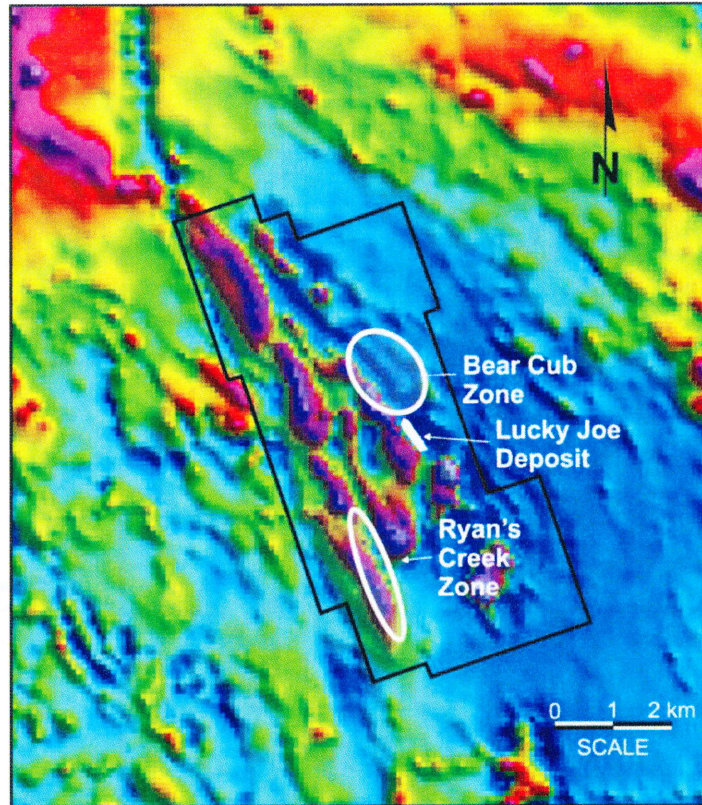 N
Bear Cub
Zone
Lucky Joe
Deposit
Ryan's
Creek
Zone
0 1 2 km
SCALE